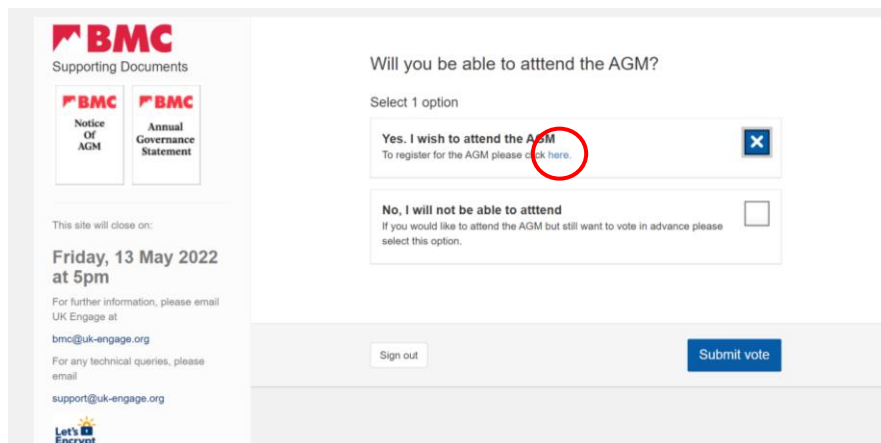 BMC
Supporting Documents
BMC
Notice
Of
AGM
BMC
Annual
Governance
Statement
This site will close on:
Friday, 13 May 2022
at 5pm
For further information, please email
UK Engage at
bmc@uk-engage.org
For any technical queries, please
email
support@uk-engage.org
Let's
Encrypt
Will you be able to atttend the AGM?
Select 1 option
Yes. I wish to attend the AGM
To register for the AGM please click here.
No, I will not be able to atttend
If you would like to attend the AGM but still want to vote in advance please
select this option.
Sign out
Submit vote